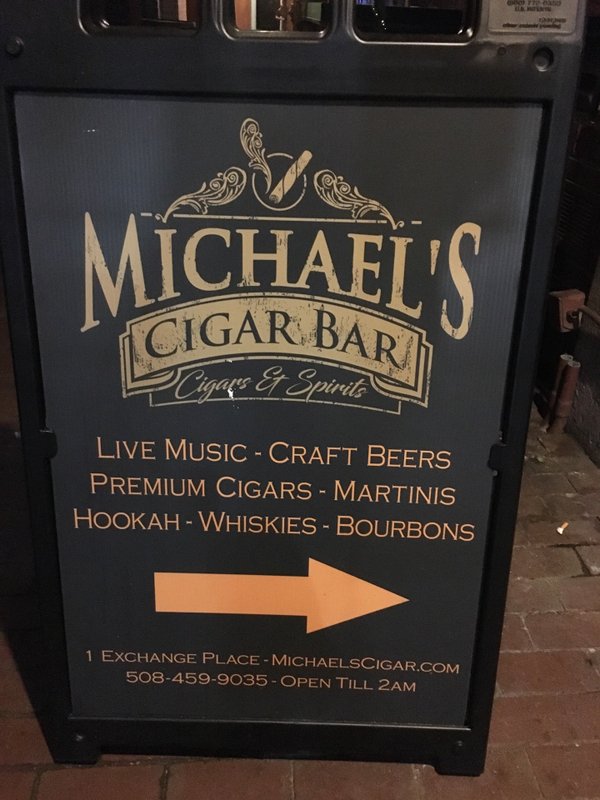 MICHAEL'S
CIGAR BAR
Cigars & Spirits
LIVE MUSIC - CRAFT BEERS
PREMIUM CIGARS - MARTINIS
HOOKAH - WHISKIES - BOURBONS
1 EXCHANGE PLACE - MICHAELSCIGAR.COM
508-459-9035 - OPEN TILL 2AM